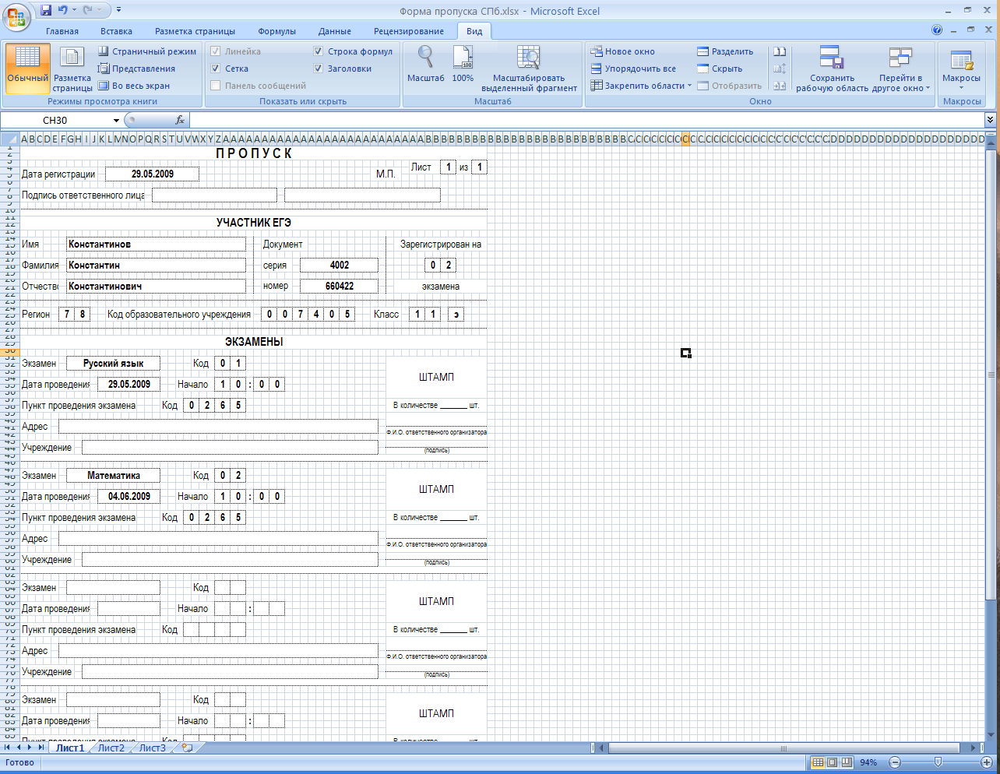 Форма пропуска СПб.xlsx - Microsoft Excel
Главная Вставка Разметка страницы Формулы Данные Рецензирование Вид
Обычный Разметка страницы Страничный режим Представления Во весь экран
Режимы просмотра книги
Линейка Строка формул
Сетка Заголовки
Панель сообщений
Показать или скрыть
Масштаб 100% Масштабировать выделенный фрагмент
Масштаб
Новое окно Разделить
Упорядочить все Скрыть
Закрепить области Отобразить
Сохранить рабочую область Перейти в другое окно
Окно
Макросы
Макросы
CH30 fx
П Р О П У С К
Лист 1 из 1
Дата регистрации 29.05.2009 М.П.
Подпись ответственного лица
УЧАСТНИК ЕГЭ
Имя Константинов Документ Зарегистрирован на
Фамилия Константин серия 4002 0 2
Отчество Константинович номер 660422 экзамена
Регион 7 8 Код образовательного учреждения 0 0 7 4 0 5 Класс 1 1 э
ЭКЗАМЕНЫ
Экзамен Русский язык Код 0 1
ШТАМП
Дата проведения 29.05.2009 Начало 1 0 : 0 0
Пункт проведения экзамена Код 0 2 6 5 В количестве _______ шт.
Адрес
Ф.И.О. ответственного организатора
Учреждение
(подпись)
Экзамен Математика Код 0 2
ШТАМП
Дата проведения 04.06.2009 Начало 1 0 : 0 0
Пункт проведения экзамена Код 0 2 6 5 В количестве _______ шт.
Адрес
Ф.И.О. ответственного организатора
Учреждение
(подпись)
Экзамен Код
ШТАМП
Дата проведения Начало :
Пункт проведения экзамена Код В количестве _______ шт.
Адрес
Ф.И.О. ответственного организатора
Учреждение
(подпись)
Экзамен Код
ШТАМП
Дата проведения Начало :
Пункт проведения экзамена Код В количестве шт.
Лист1 Лист2 Лист3
Готово 94%